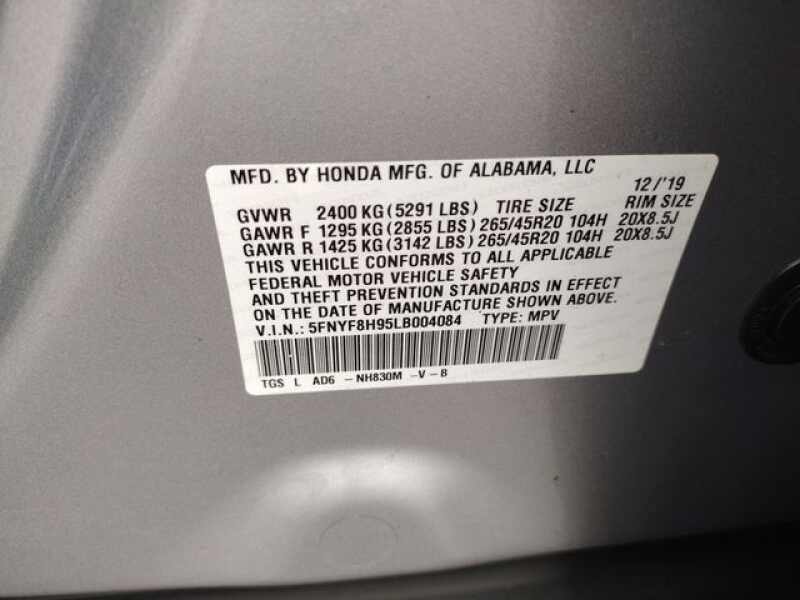 MFD. BY HONDA MFG. OF ALABAMA, LLC
12/'19
GVWR 2400 KG (5291 LBS) TIRE SIZE RIM SIZE
GAWR F 1295 KG (2855 LBS) 265/45R20 104H 20X8.5J
GAWR R 1425 KG (3142 LBS) 265/45R20 104H 20X8.5J
THIS VEHICLE CONFORMS TO ALL APPLICABLE
FEDERAL MOTOR VEHICLE SAFETY
AND THEFT PREVENTION STANDARDS IN EFFECT
ON THE DATE OF MANUFACTURE SHOWN ABOVE.
V.I.N.: 5FNYF8H95LB004084 TYPE: MPV
TGS L AD6 -NH830M -V-B